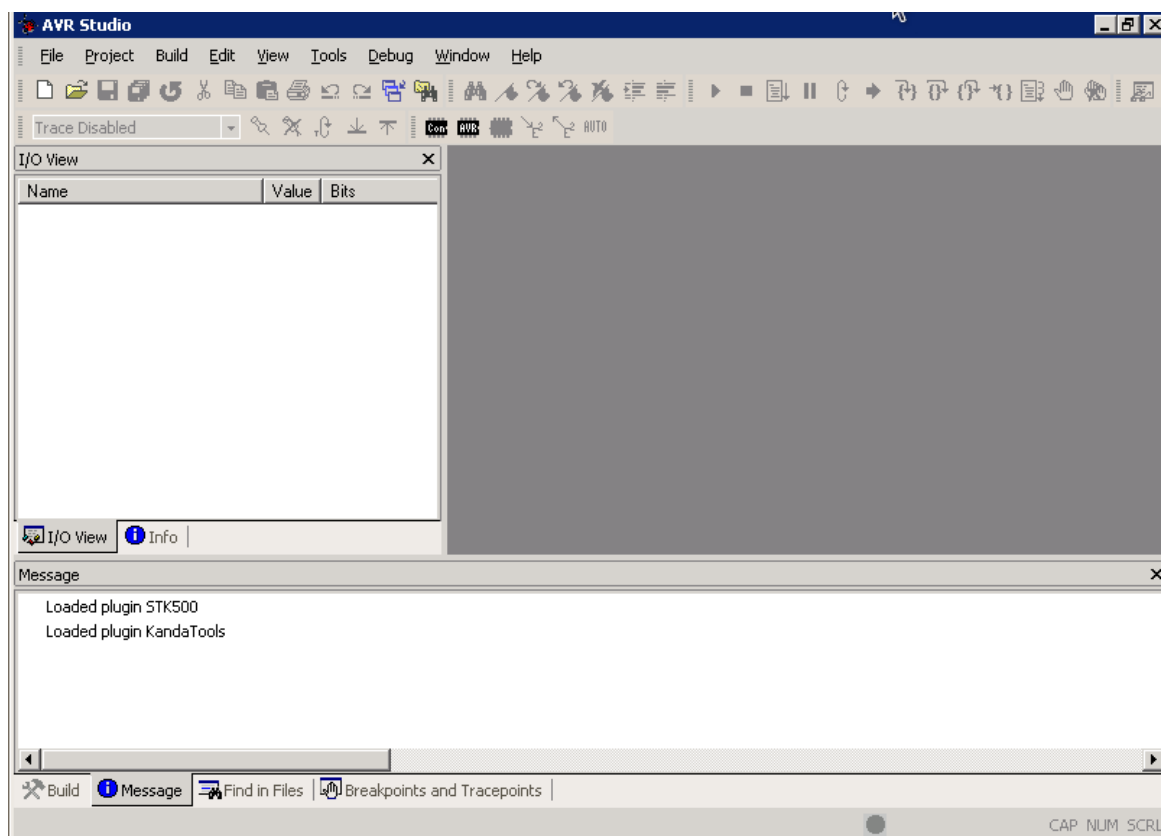 AVR Studio
File Project Build Edit View Tools Debug Window Help
Trace Disabled Con AVR AUTO
I/O View
Name Value Bits
I/O View Info
Message
Loaded plugin STK500
Loaded plugin KandaTools
Build Message Find in Files Breakpoints and Tracepoints
CAP NUM SCRL